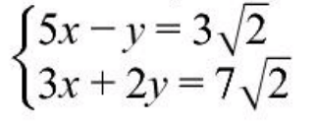 5x − y = 3√2
3x + 2y = 7√2